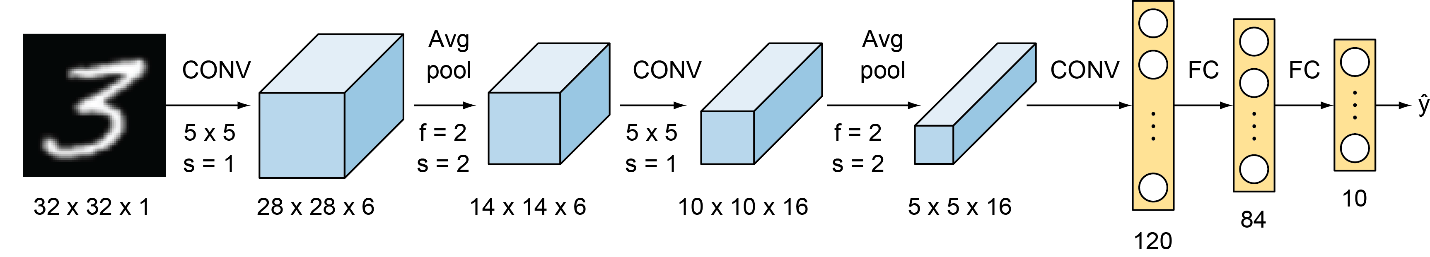 3
CONV
5 x 5
s = 1
Avg
pool
f = 2
s = 2
CONV
5 x 5
s = 1
Avg
pool
f = 2
s = 2
CONV
FC
FC
ŷ
32 x 32 x 1
28 x 28 x 6
14 x 14 x 6
10 x 10 x 16
5 x 5 x 16
120
84
10